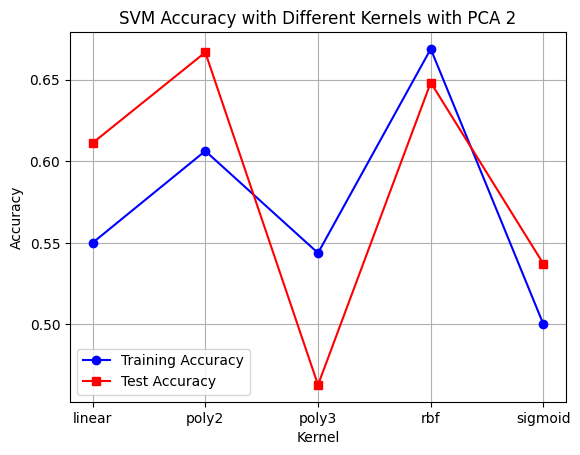 SVM Accuracy with Different Kernels with PCA 2
Accuracy
0.65
0.60
0.55
0.50
Training Accuracy
Test Accuracy
linear poly2 poly3 rbf sigmoid
Kernel